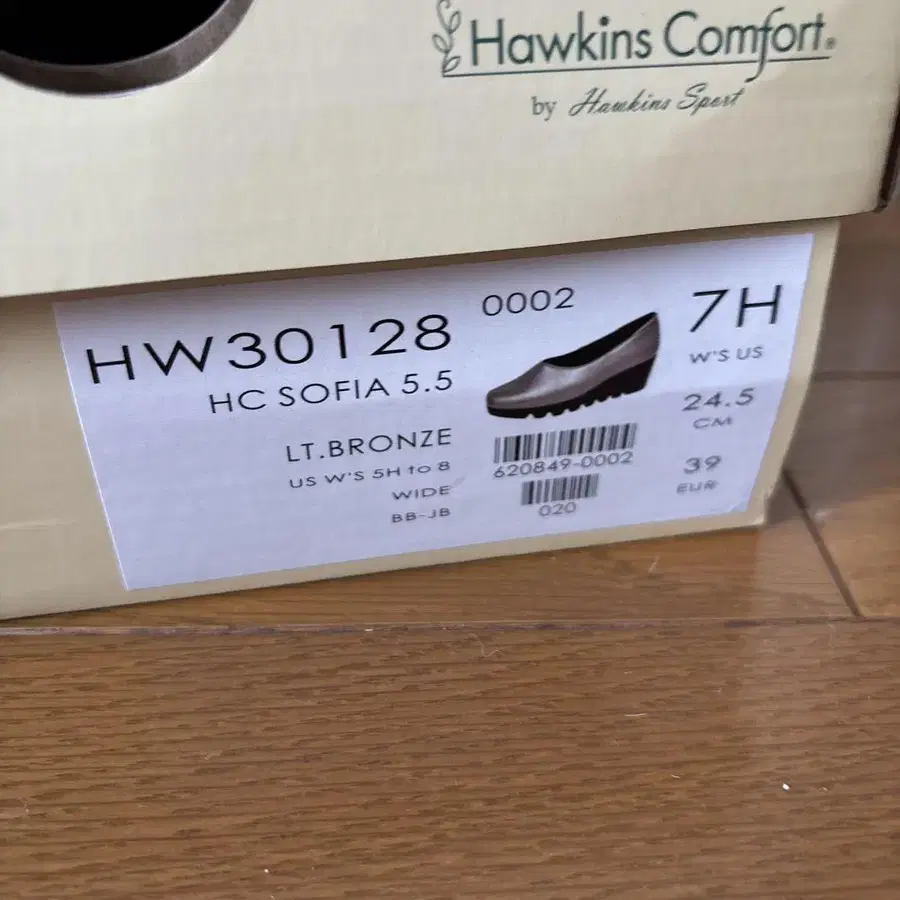 Hawkins Comfort®
by Hawkins Sport
HW30128
0002
7H
HC SOFIA 5.5
W'S US
LT.BRONZE
24.5
CM
US W'S 5H to 8
620849-0002
39
WIDE
EUR
BB-JB
020